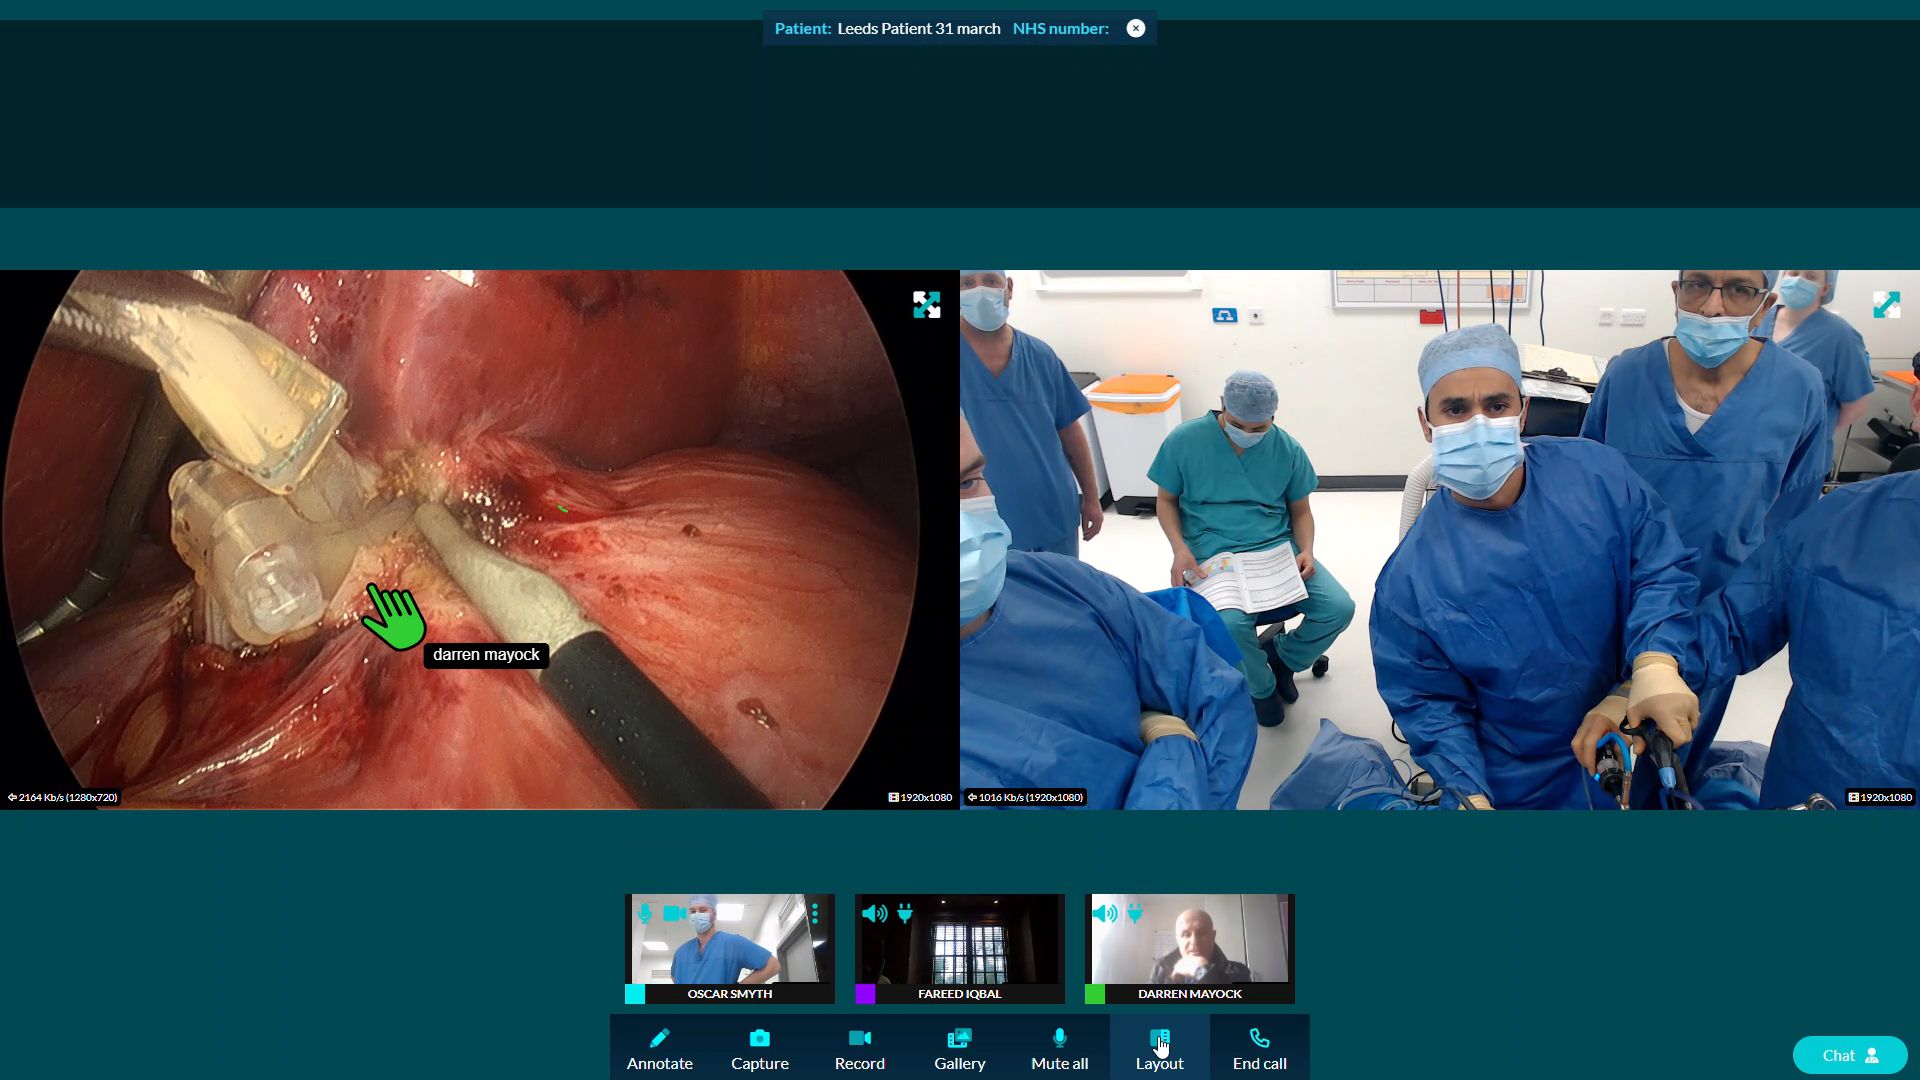 Patient: Leeds Patient 31 march NHS number:
darren mayock
2164 Kb/s (1280x720)
1920x1080
1016 Kb/s (1920x1080)
1920x1080
OSCAR SMYTH
FAREED IQBAL
DARREN MAYOCK
Annotate
Capture
Record
Gallery
Mute all
Layout
End call
Chat